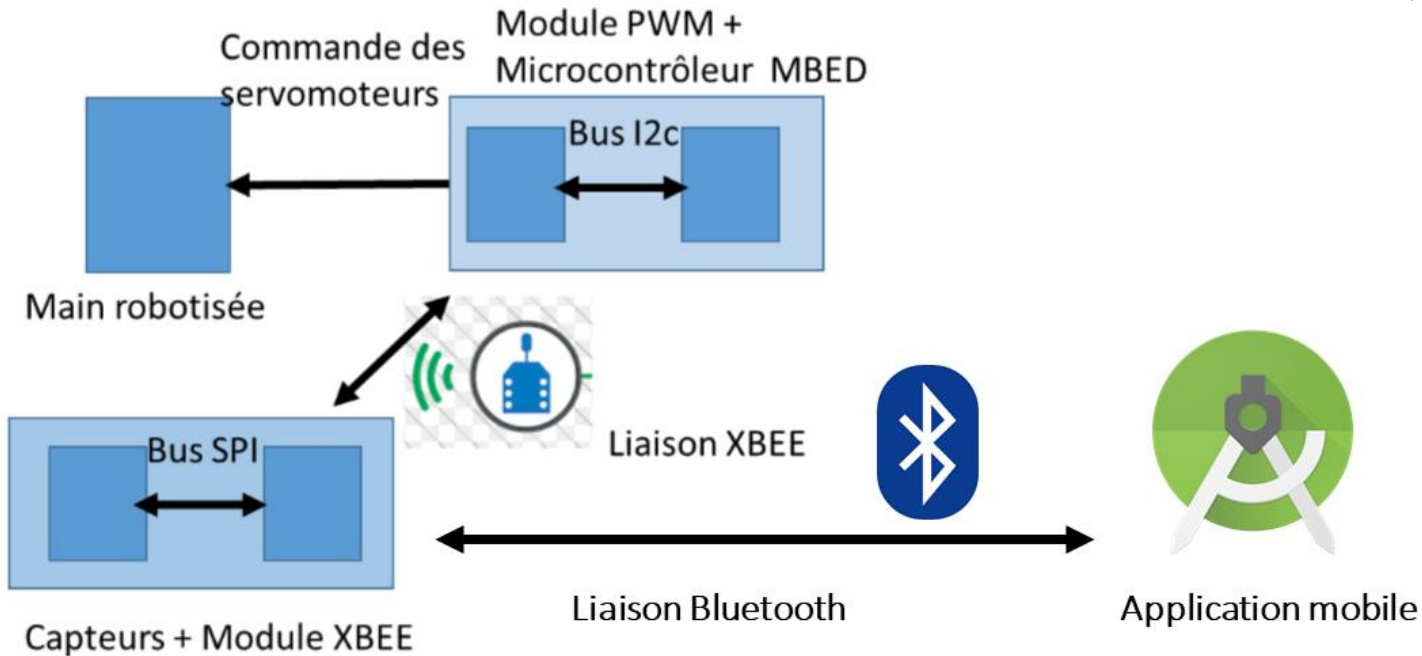 Commande des
servomoteurs
Module PWM +
Microcontrôleur MBED
Bus I2c
Main robotisée
Bus SPI
Liaison XBEE
Capteurs + Module XBEE
Liaison Bluetooth
Application mobile